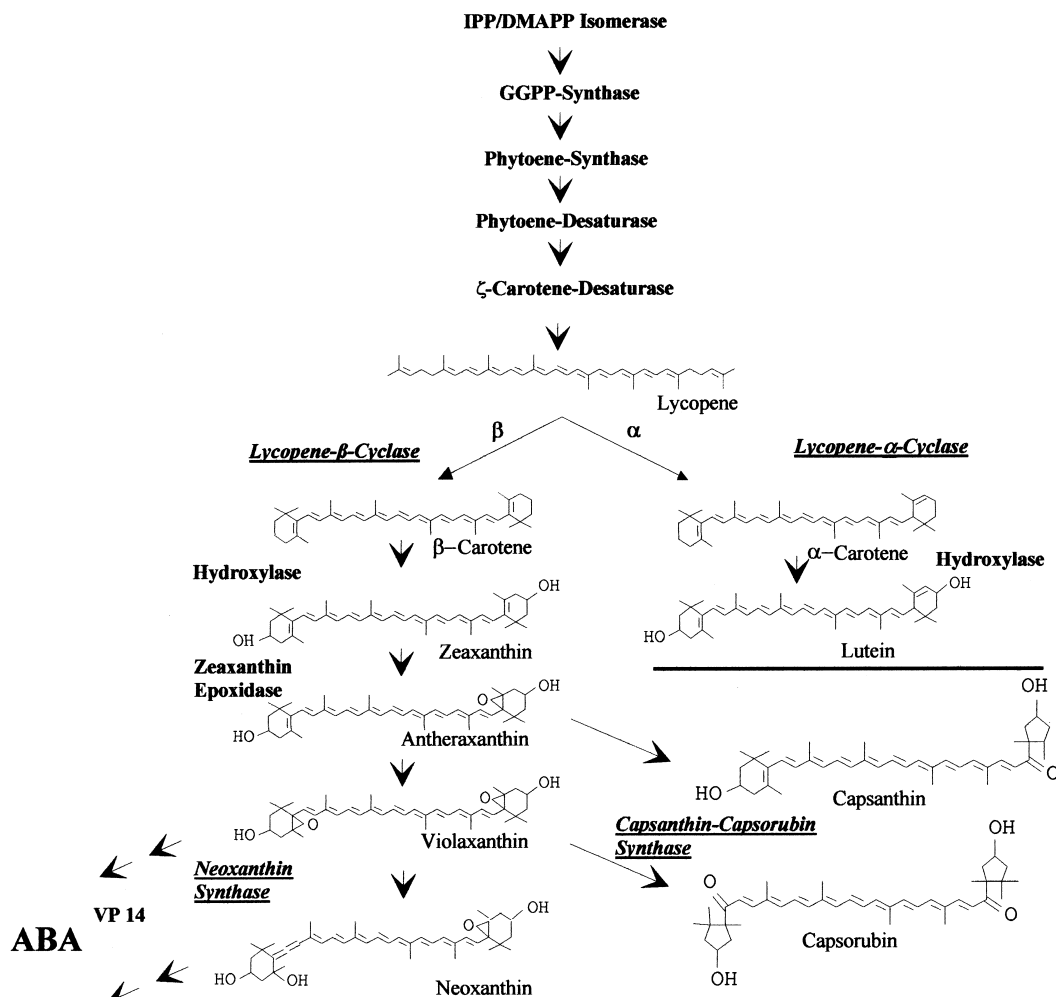 IPP/DMAPP Isomerase
GGPP-Synthase
Phytoene-Synthase
Phytoene-Desaturase
ζ-Carotene-Desaturase
Lycopene
β
α
Lycopene-β-Cyclase
Lycopene-α-Cyclase
β–Carotene
α–Carotene
Hydroxylase
Hydroxylase
OH
OH
Zeaxanthin
OH
HO
Lutein
Zeaxanthin
Epoxidase
O
OH
HO
Antheraxanthin
OH
O
HO
Capsanthin
O
OH
HO
O
Violaxanthin
Capsanthin-Capsorubin
Synthase
Neoxanthin
Synthase
VP 14
ABA
O
OH
HO
OH
Neoxanthin
OH
O
O
OH
Capsorubin